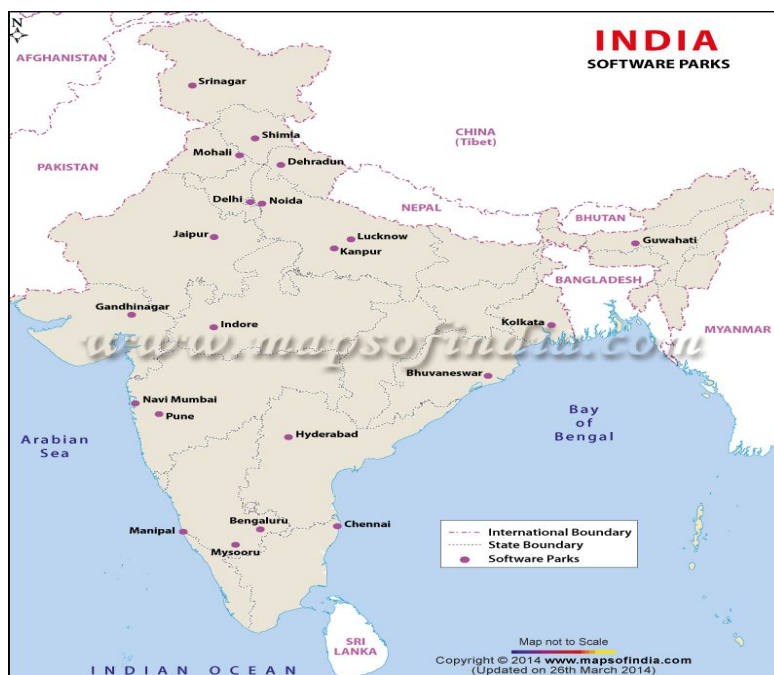 N
INDIA
SOFTWARE PARKS
AFGHANISTAN
Srinagar
CHINA
(Tibet)
Shimla
Mohali
Dehradun
PAKISTAN
Delhi
Noida
NEPAL
BHUTAN
Jaipur
Lucknow
Kanpur
Guwahati
BANGLADESH
Gandhinagar
Indore
Kolkata
MYANMAR
www.mapsofindia.com
Bhuvaneswar
Navi Mumbai
Pune
Bay
of
Bengal
Arabian
Sea
Hyderabad
Bengaluru
Chennai
Manipal
Mysooru
International Boundary
State Boundary
Software Parks
SRI
LANKA
Map not to Scale
Copyright © 2014 www.mapsofindia.com
(Updated on 26th March 2014)
INDIAN OCEAN